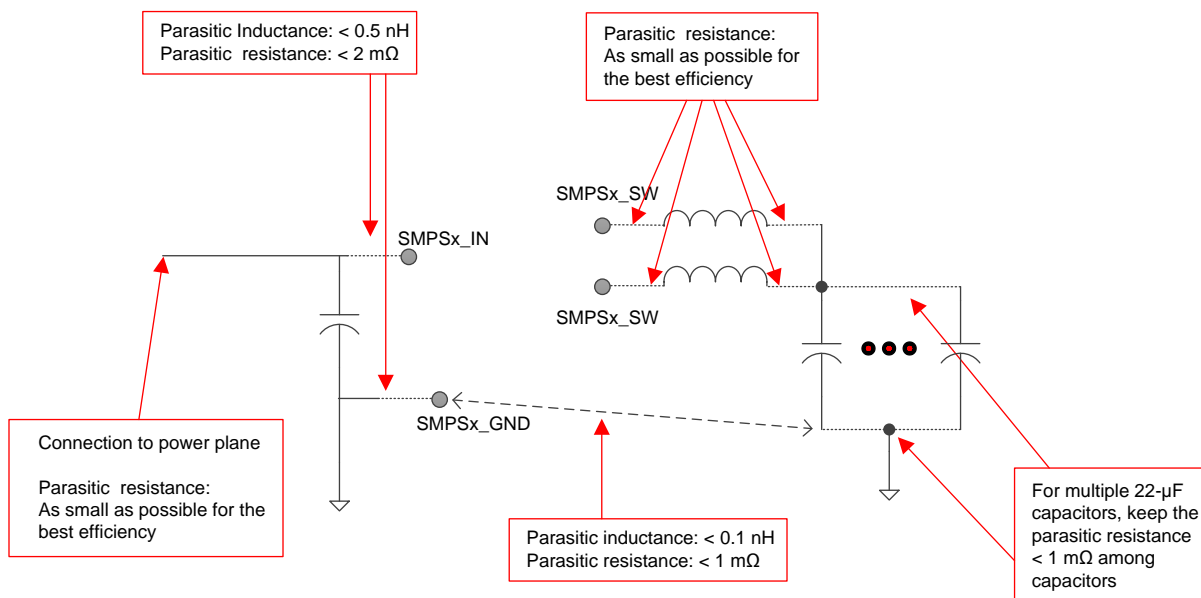 Parasitic Inductance: < 0.5 nH
Parasitic resistance: < 2 mΩ
Parasitic resistance:
As small as possible for
the best efficiency
SMPSx_SW
SMPSx_IN
SMPSx_SW
SMPSx_GND
Connection to power plane
Parasitic resistance:
As small as possible for the
best efficiency
Parasitic inductance: < 0.1 nH
Parasitic resistance: < 1 mΩ
For multiple 22-µF
capacitors, keep the
parasitic resistance
< 1 mΩ among
capacitors